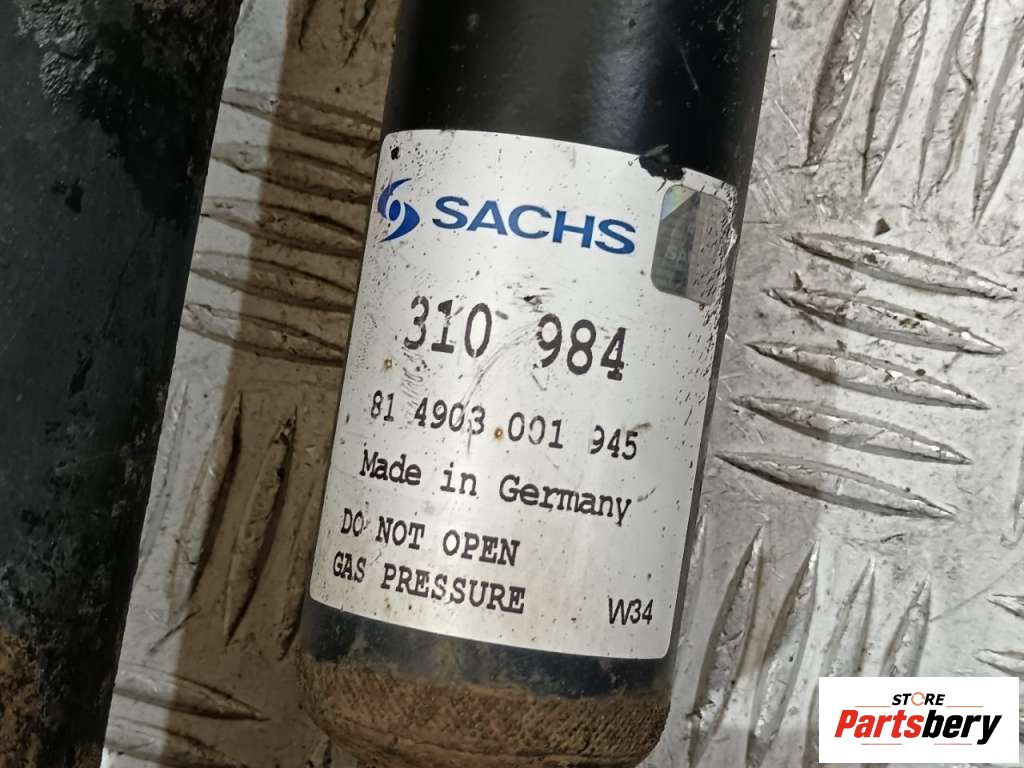 SACHS
310 984
81 4903 001 945
Made in Germany
DO NOT OPEN
GAS PRESSURE
W34
STORE
Partsbery